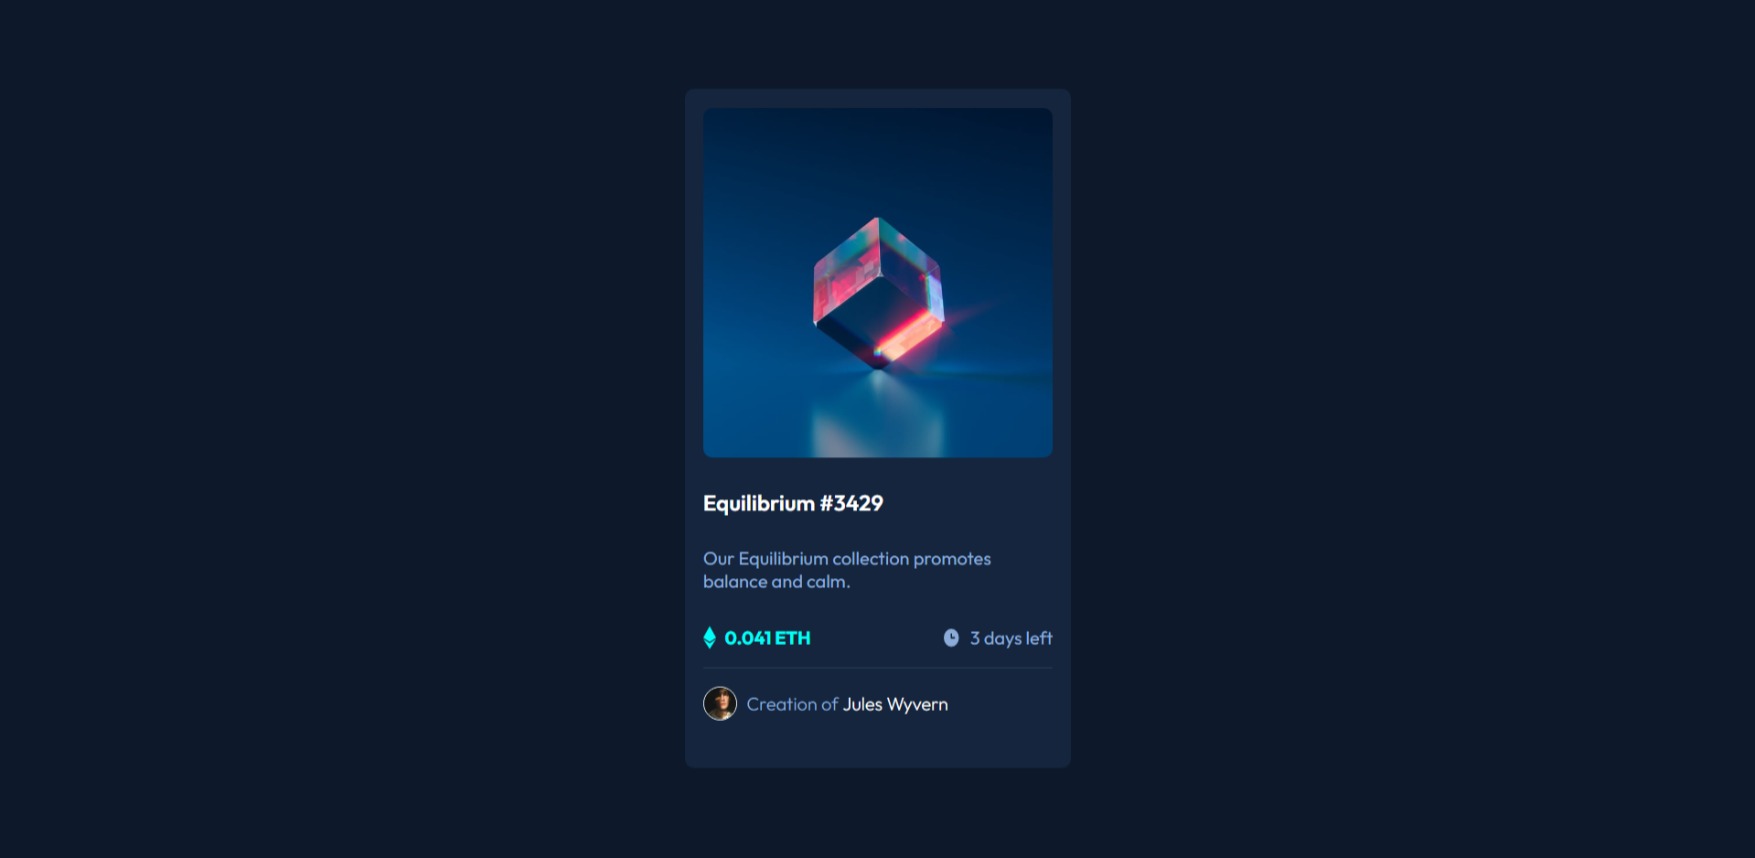 Equilibrium #3429
Our Equilibrium collection promotes
balance and calm.
0.041 ETH
3 days left
Creation of Jules Wyvern